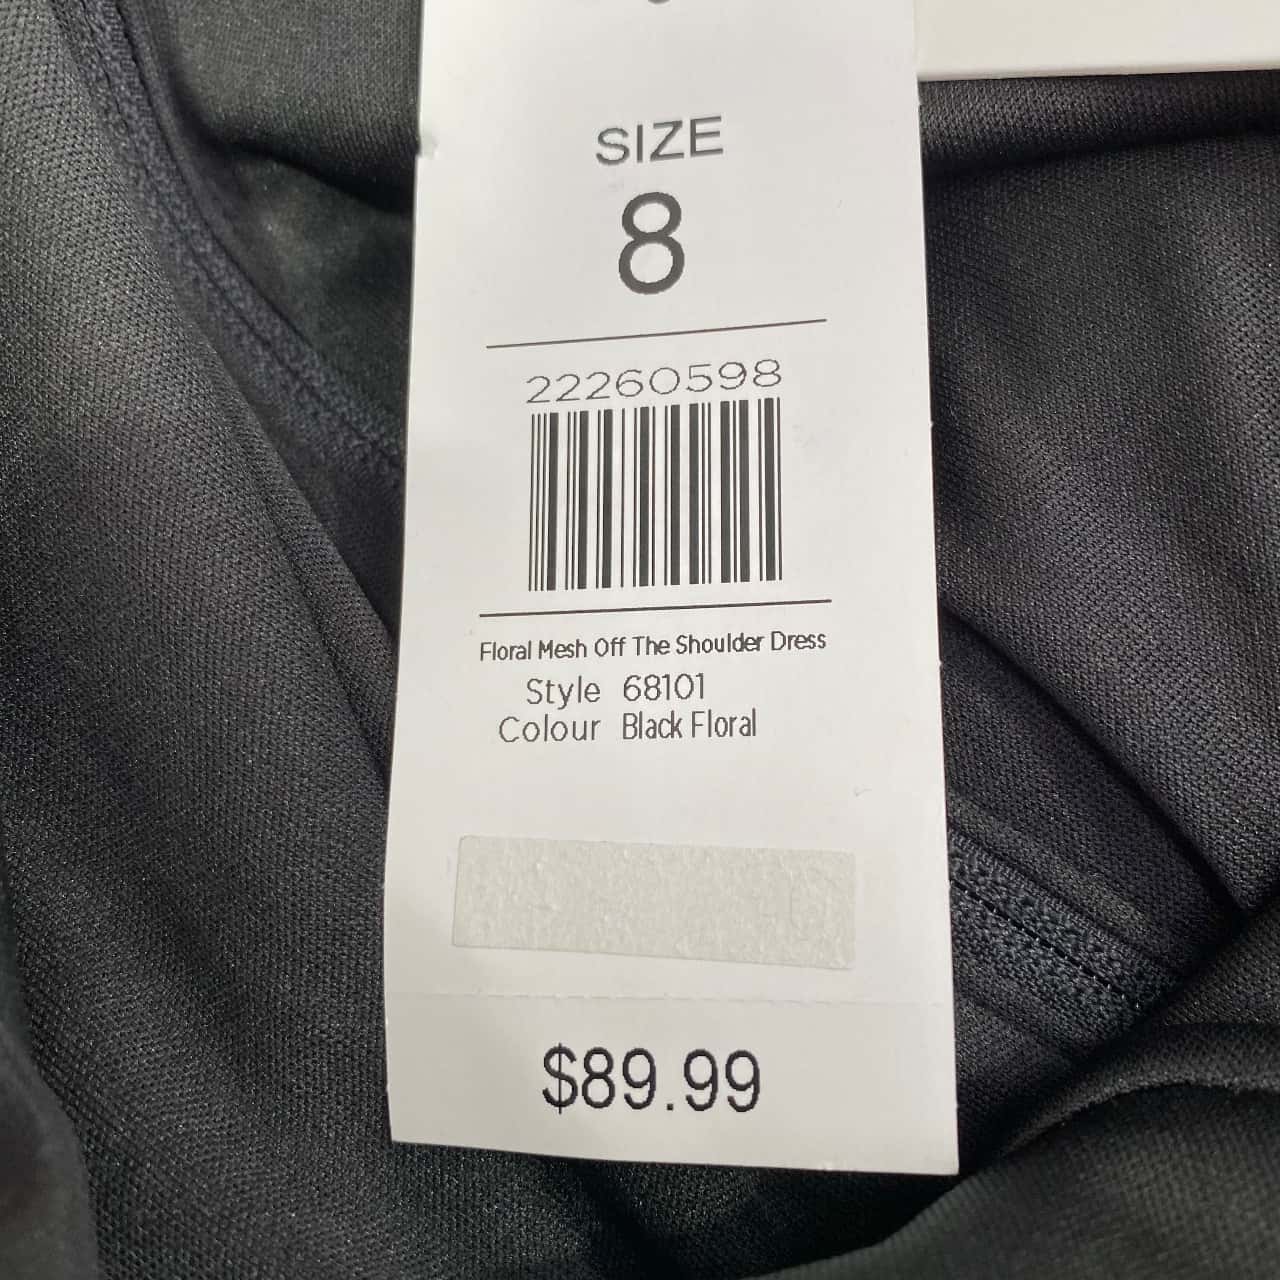 SIZE
8
22260598
Floral Mesh Off The Shoulder Dress
Style 68101
Colour Black Floral
$89.99